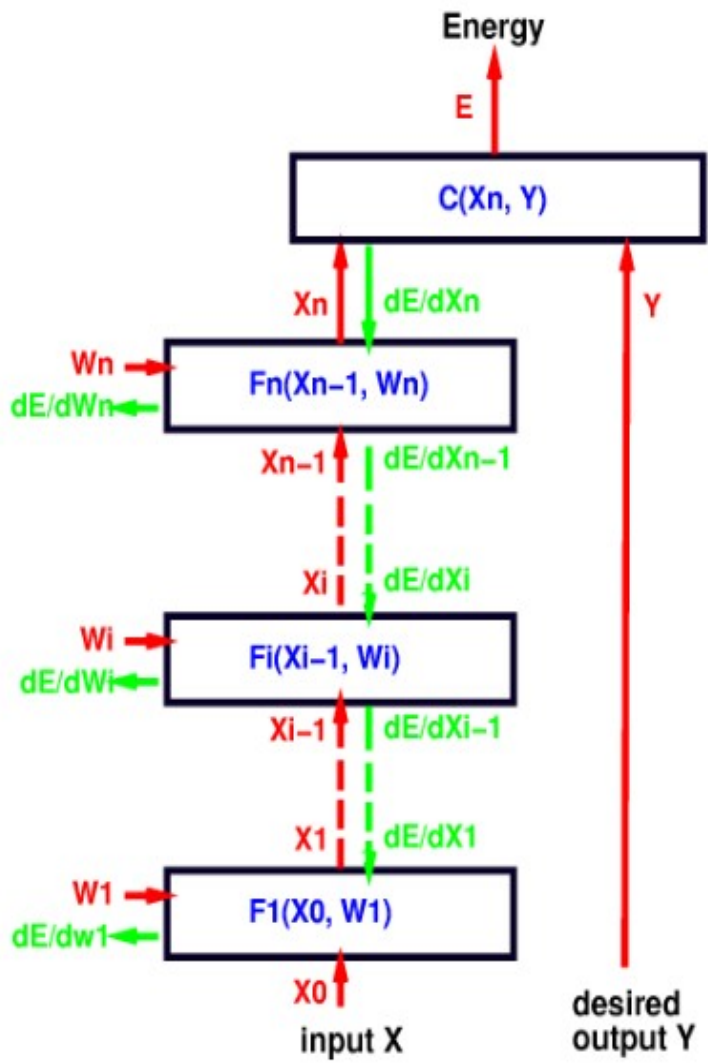 Energy
E
C(Xn, Y)
Xn
dE/dXn
Y
Wn
Fn(Xn−1, Wn)
dE/dWn
Xn−1
dE/dXn−1
Xi
dE/dXi
Wi
Fi(Xi−1, Wi)
dE/dWi
Xi−1
dE/dXi−1
X1
dE/dX1
W1
F1(X0, W1)
dE/dw1
X0
input X
desired
output Y